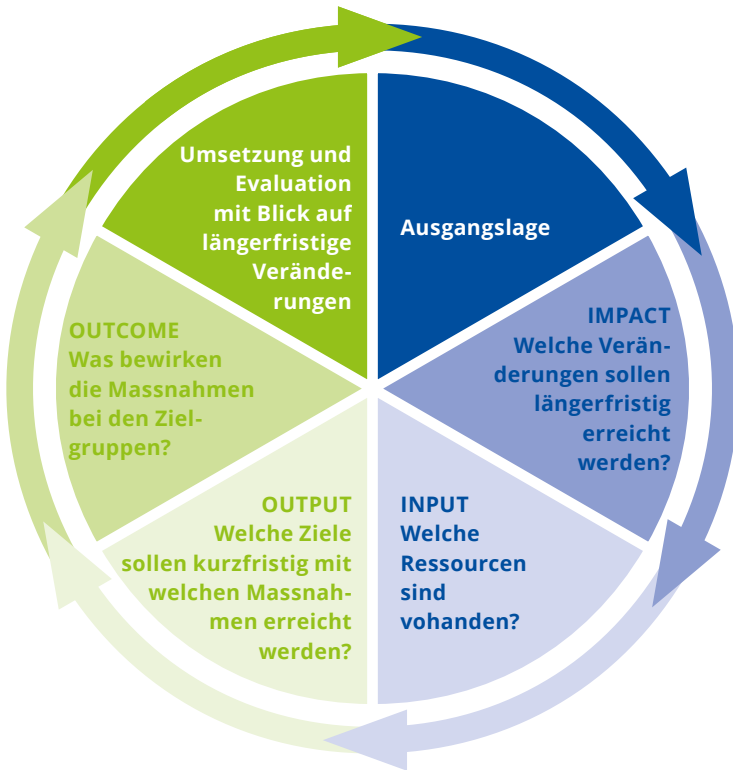 Ausgangslage
IMPACT
Welche Verän-
derungen sollen
längerfristig
erreicht
werden?
INPUT
Welche
Ressourcen
sind
vohanden?
OUTPUT
Welche Ziele
sollen kurzfristig mit
welchen Massnah-
men erreicht
werden?
OUTCOME
Was bewirken
die Massnahmen
bei den Ziel-
gruppen?
Umsetzung und
Evaluation
mit Blick auf
längerfristige
Verände-
rungen